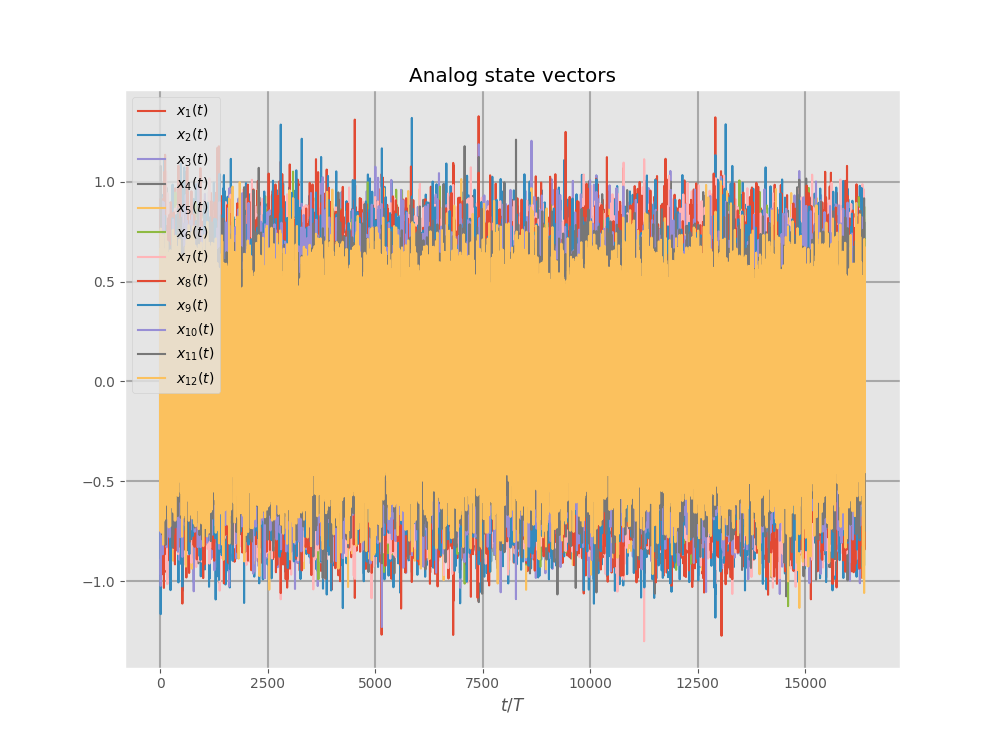 Analog state vectors
x₁(t)
x₂(t)
x₃(t)
x₄(t)
x₅(t)
x₆(t)
x₇(t)
x₈(t)
x₉(t)
x₁₀(t)
x₁₁(t)
x₁₂(t)
1.0
0.5
0.0
−0.5
−1.0
0 2500 5000 7500 10000 12500 15000
t/T